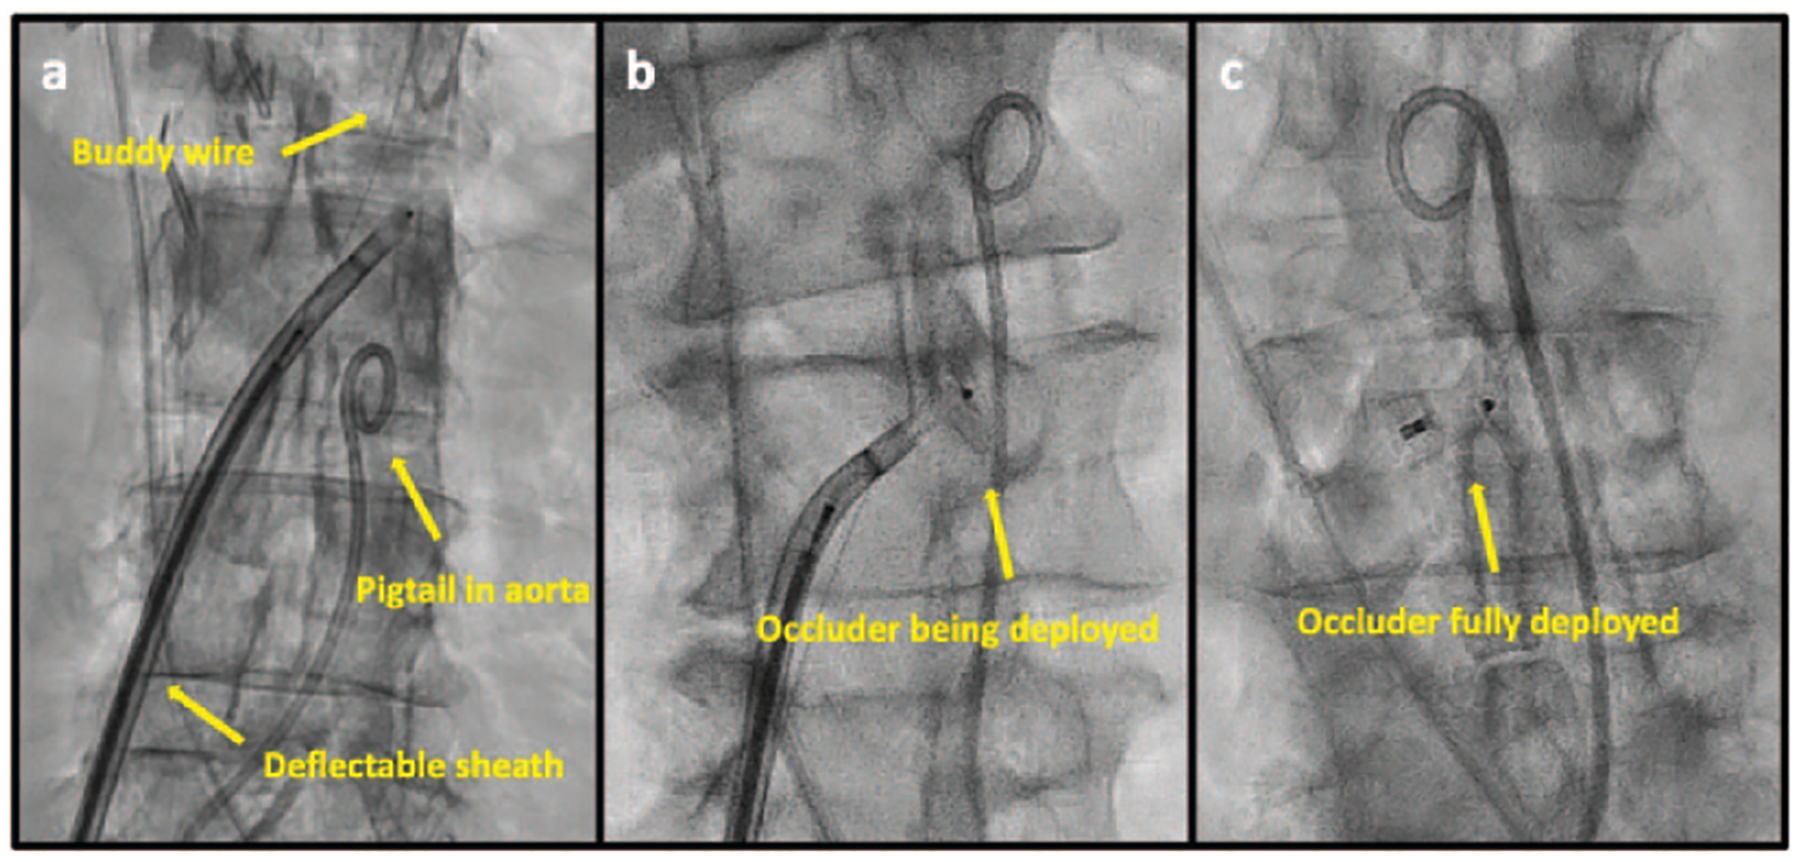 a
Buddy wire
Pigtail in aorta
Deflectable sheath
b
Occluder being deployed
c
Occluder fully deployed